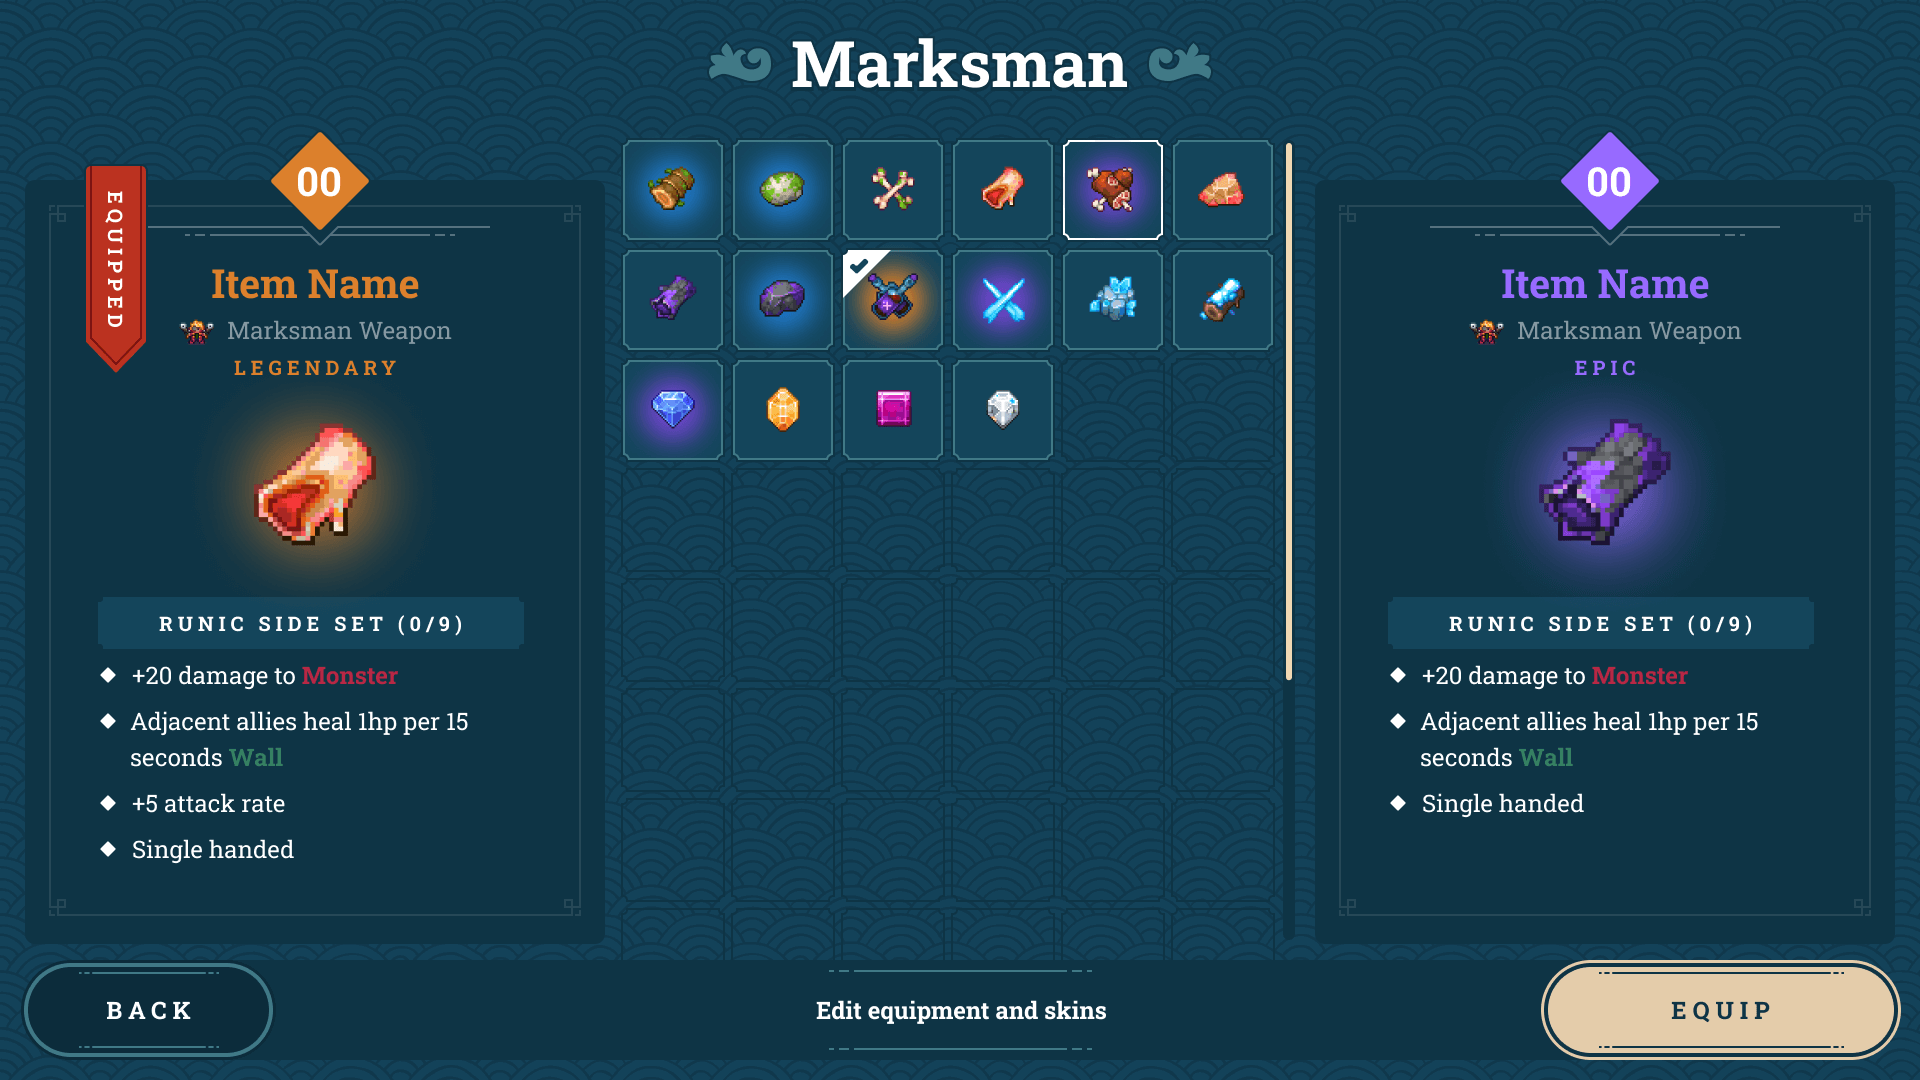 Marksman
EQUIPPED
00
Item Name
Marksman Weapon
LEGENDARY
RUNIC SIDE SET (0/9)
+20 damage to Monster
Adjacent allies heal 1hp per 15
seconds Wall
+5 attack rate
Single handed
00
Item Name
Marksman Weapon
EPIC
RUNIC SIDE SET (0/9)
+20 damage to Monster
Adjacent allies heal 1hp per 15
seconds Wall
Single handed
BACK
Edit equipment and skins
EQUIP